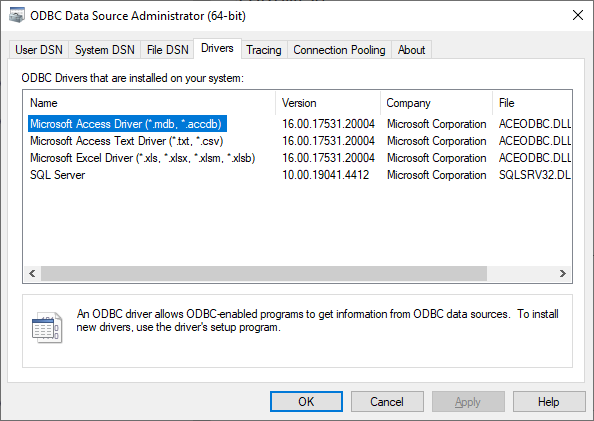 ODBC Data Source Administrator (64-bit)
User DSN System DSN File DSN Drivers Tracing Connection Pooling About
ODBC Drivers that are installed on your system:
Name Version Company File
Microsoft Access Driver (*.mdb, *.accdb) 16.00.17531.20004 Microsoft Corporation ACEODBC.DLL
Microsoft Access Text Driver (*.txt, *.csv) 16.00.17531.20004 Microsoft Corporation ACEODBC.DLL
Microsoft Excel Driver (*.xls, *.xlsx, *.xlsm, *.xlsb) 16.00.17531.20004 Microsoft Corporation ACEODBC.DLL
SQL Server 10.00.19041.4412 Microsoft Corporation SQLSRV32.DL
An ODBC driver allows ODBC-enabled programs to get information from ODBC data sources. To install
new drivers, use the driver's setup program.
OK Cancel Apply Help